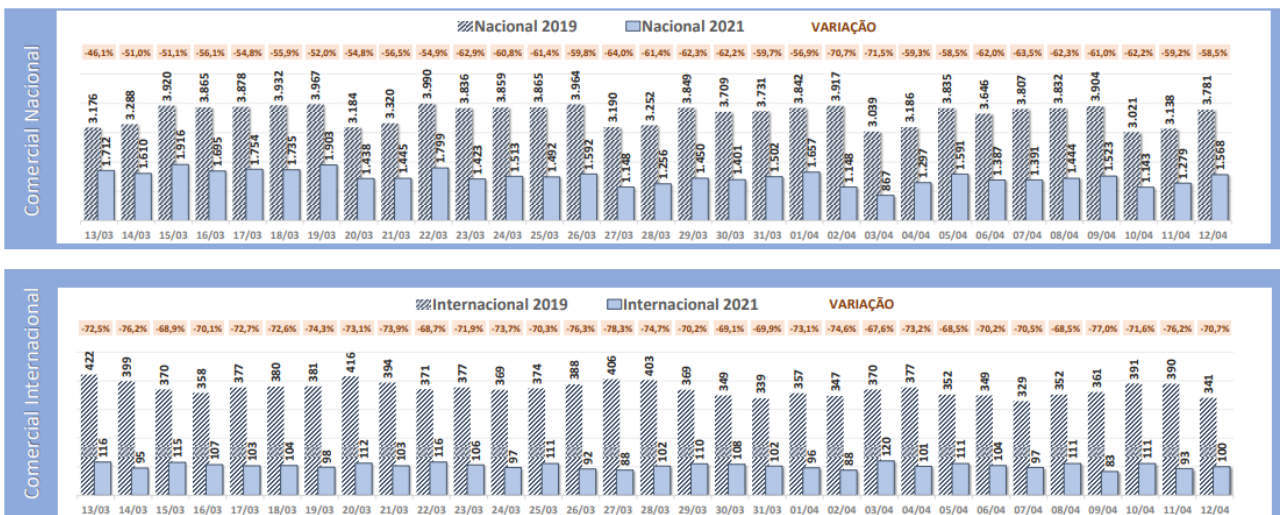 Comercial Nacional
Nacional 2019 Nacional 2021 VARIAÇÃO
-46,1% -51,0% -51,1% -56,1% -54,8% -55,9% -52,0% -54,8% -56,5% -54,9% -62,9% -60,8% -61,4% -59,8% -64,0% -61,4% -62,3% -62,2% -59,7% -56,9% -70,7% -71,5% -59,3% -58,5% -62,0% -63,5% -62,3% -61,0% -62,2% -59,2% -58,5%
3.176 3.288 3.920 3.865 3.878 3.932 3.967 3.184 3.320 3.990 3.836 3.859 3.865 3.964 3.190 3.252 3.849 3.709 3.731 3.842 3.917 3.039 3.186 3.835 3.646 3.807 3.832 3.904 3.021 3.138 3.781
1.712 1.610 1.916 1.695 1.754 1.735 1.903 1.438 1.445 1.799 1.423 1.513 1.492 1.592 1.148 1.256 1.450 1.401 1.502 1.657 1.148 867 1.297 1.591 1.387 1.391 1.444 1.523 1.143 1.279 1.568
13/03 14/03 15/03 16/03 17/03 18/03 19/03 20/03 21/03 22/03 23/03 24/03 25/03 26/03 27/03 28/03 29/03 30/03 31/03 01/04 02/04 03/04 04/04 05/04 06/04 07/04 08/04 09/04 10/04 11/04 12/04
Comercial Internacional
Internacional 2019 Internacional 2021 VARIAÇÃO
-72,5% -76,2% -68,9% -70,1% -72,7% -72,6% -74,3% -73,1% -73,9% -68,7% -71,9% -73,7% -70,3% -76,3% -78,3% -74,7% -70,2% -69,1% -69,9% -73,1% -74,6% -67,6% -73,2% -68,5% -70,2% -70,5% -68,5% -77,0% -71,6% -76,2% -70,7%
422 399 370 358 377 380 381 416 394 371 377 369 374 388 406 403 369 349 339 357 347 370 377 352 349 329 352 361 391 390 341
116 95 115 107 103 104 98 112 103 116 106 97 111 92 88 102 110 108 102 96 88 120 101 111 104 97 111 83 111 93 100
13/03 14/03 15/03 16/03 17/03 18/03 19/03 20/03 21/03 22/03 23/03 24/03 25/03 26/03 27/03 28/03 29/03 30/03 31/03 01/04 02/04 03/04 04/04 05/04 06/04 07/04 08/04 09/04 10/04 11/04 12/04